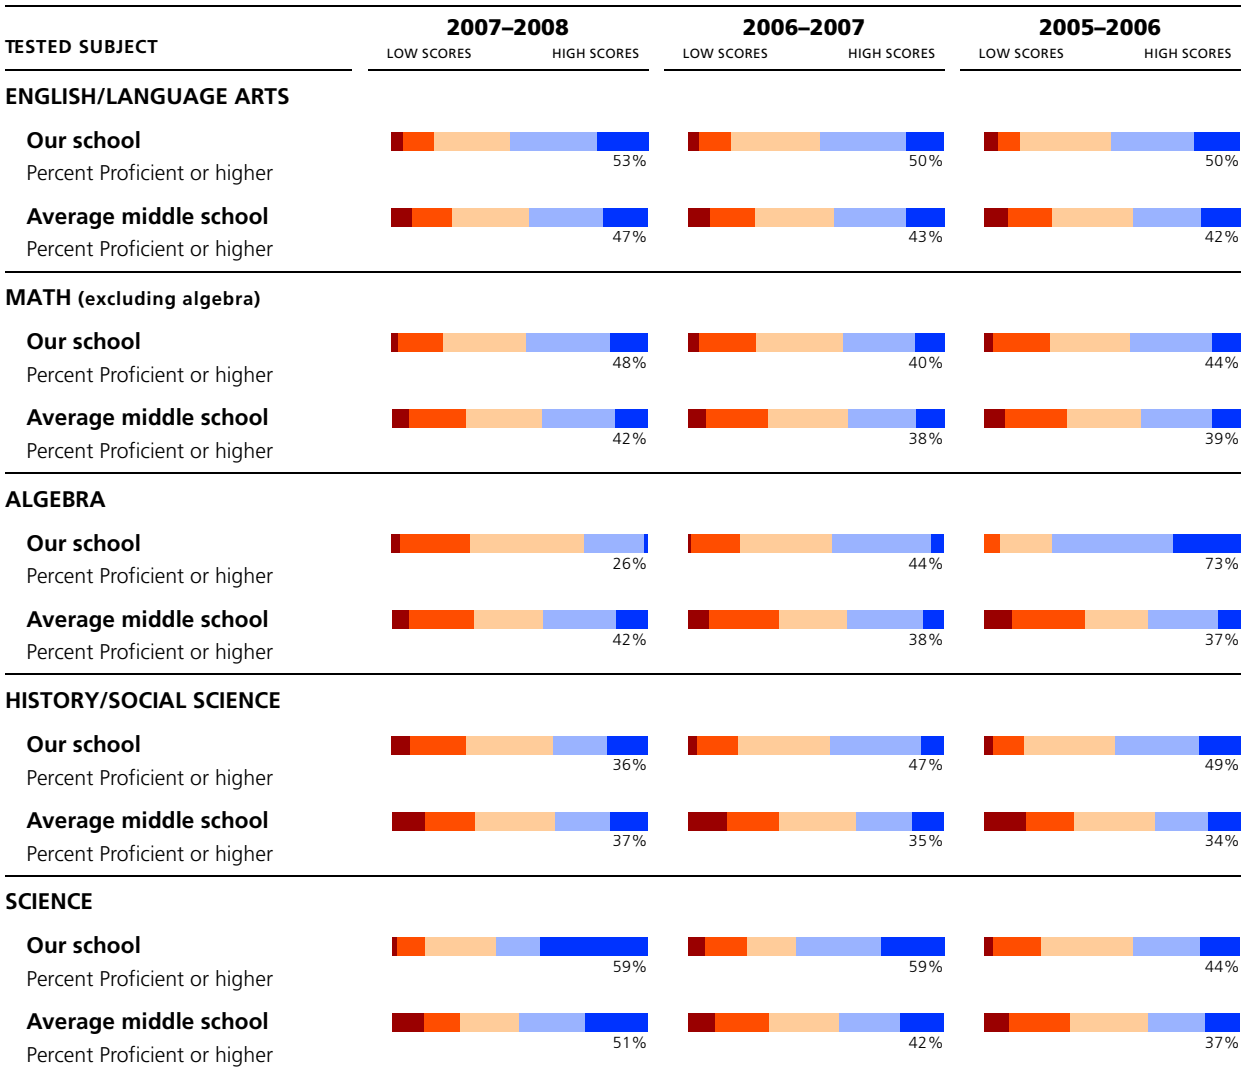 2007–2008 2006–2007 2005–2006
TESTED SUBJECT LOW SCORES HIGH SCORES LOW SCORES HIGH SCORES LOW SCORES HIGH SCORES
ENGLISH/LANGUAGE ARTS
Our school
53% 50% 50%
Percent Proficient or higher
Average middle school
47% 43% 42%
Percent Proficient or higher
MATH (excluding algebra)
Our school
48% 40% 44%
Percent Proficient or higher
Average middle school
42% 38% 39%
Percent Proficient or higher
ALGEBRA
Our school
26% 44% 73%
Percent Proficient or higher
Average middle school
42% 38% 37%
Percent Proficient or higher
HISTORY/SOCIAL SCIENCE
Our school
36% 47% 49%
Percent Proficient or higher
Average middle school
37% 35% 34%
Percent Proficient or higher
SCIENCE
Our school
59% 59% 44%
Percent Proficient or higher
Average middle school
51% 42% 37%
Percent Proficient or higher